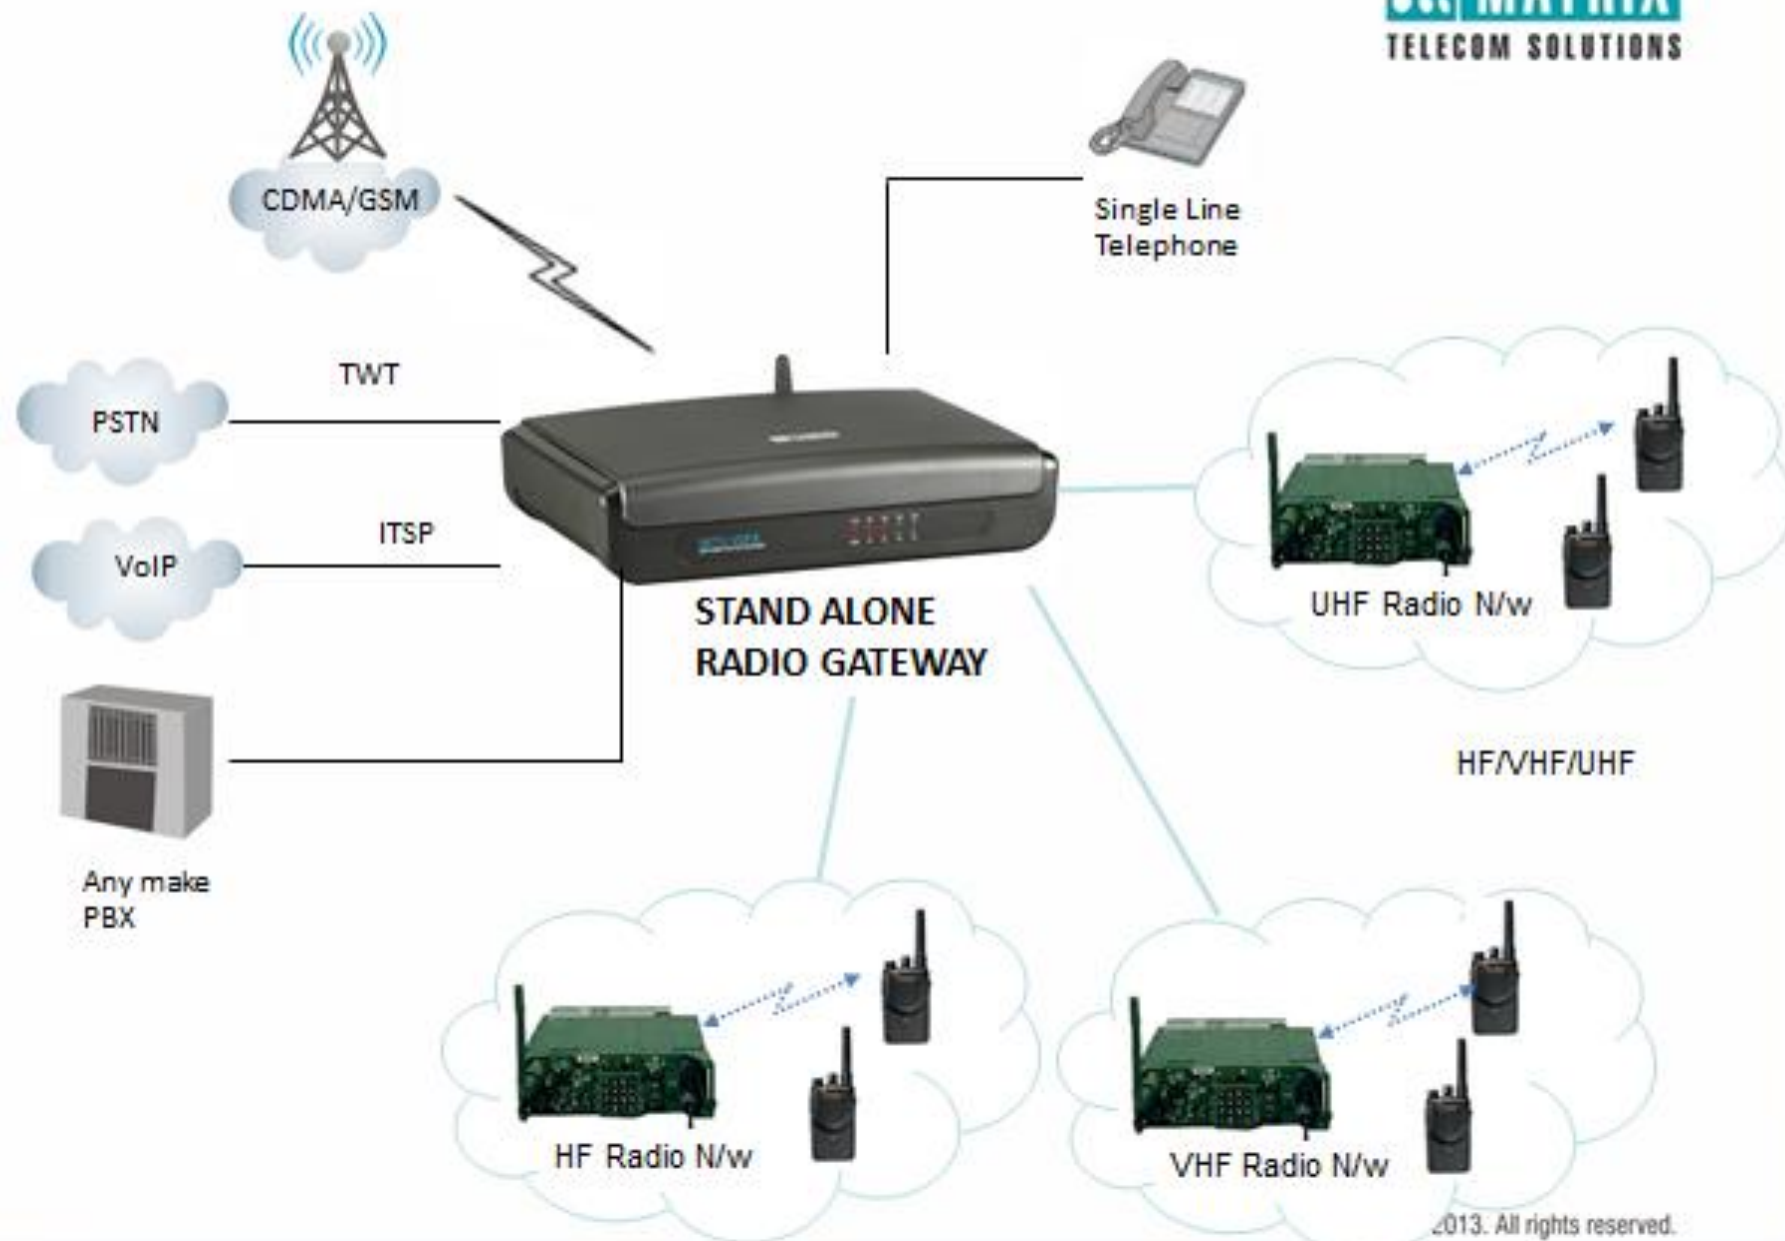 MATRIX
TELECOM SOLUTIONS
CDMA/GSM
Single Line
Telephone
TWT
PSTN
ITSP
VoIP
STAND ALONE
RADIO GATEWAY
UHF Radio N/w
HF/VHF/UHF
Any make
PBX
HF Radio N/w
VHF Radio N/w
2013. All rights reserved.